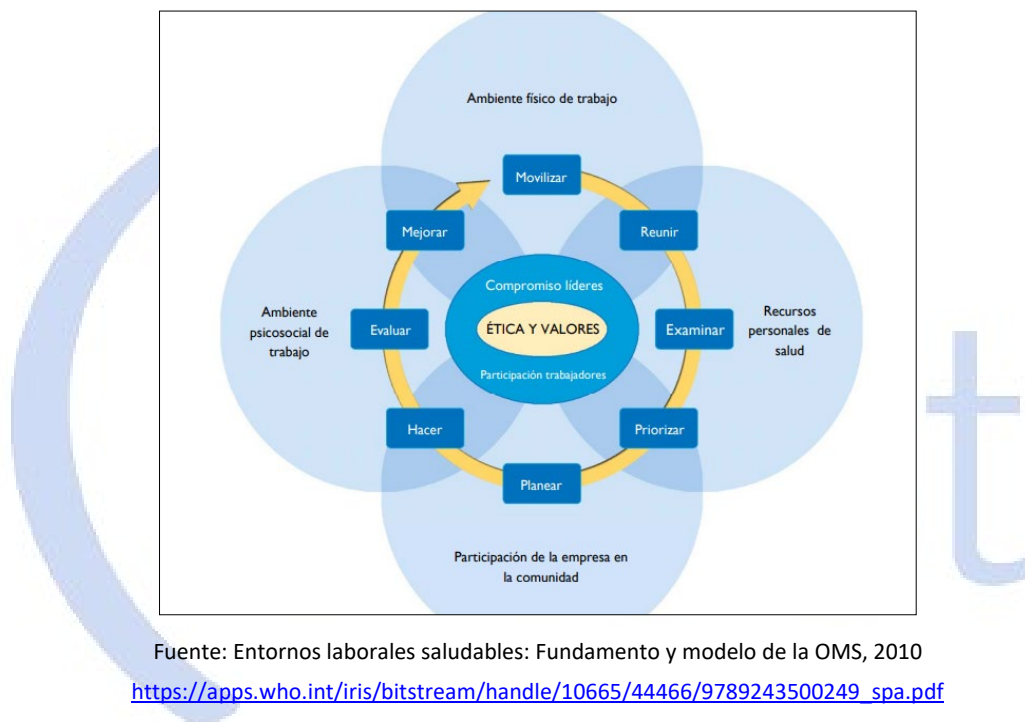 Ambiente físico de trabajo
Movilizar
Mejorar
Reunir
Compromiso líderes
Ambiente
psicosocial de
trabajo
Evaluar
ÉTICA Y VALORES
Examinar
Recursos
personales de
salud
Participación trabajadores
Hacer
Priorizar
Planear
Participación de la empresa en
la comunidad
t
Fuente: Entornos laborales saludables: Fundamento y modelo de la OMS, 2010
https://apps.who.int/iris/bitstream/handle/10665/44466/9789243500249_spa.pdf